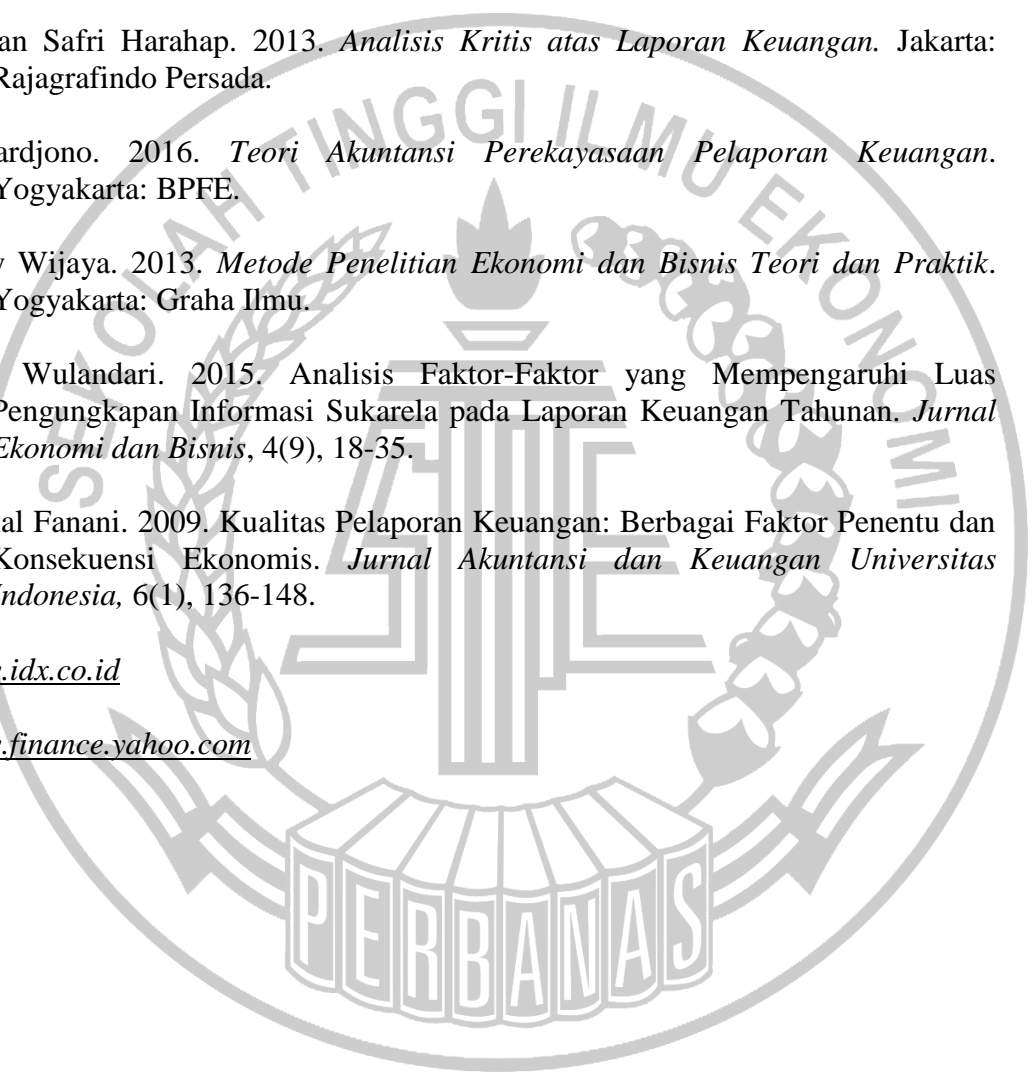 an Safri Harahap. 2013. Analisis Kritis atas Laporan Keuangan. Jakarta:
Rajagrafindo Persada.
ardjono. 2016. Teori Akuntansi Perekayasaan Pelaporan Keuangan.
Yogyakarta: BPFE.
Wijaya. 2013. Metode Penelitian Ekonomi dan Bisnis Teori dan Praktik.
Yogyakarta: Graha Ilmu.
Wulandari. 2015. Analisis Faktor-Faktor yang Mempengaruhi Luas
Pengungkapan Informasi Sukarela pada Laporan Keuangan Tahunan. Jurnal
Ekonomi dan Bisnis, 4(9), 18-35.
al Fanani. 2009. Kualitas Pelaporan Keuangan: Berbagai Faktor Penentu dan
Konsekuensi Ekonomis. Jurnal Akuntansi dan Keuangan Universitas
Indonesia, 6(1), 136-148.
.idx.co.id
.finance.yahoo.com
SEKOLAH TINGGI ILMU EKONOMI
PERBANAS